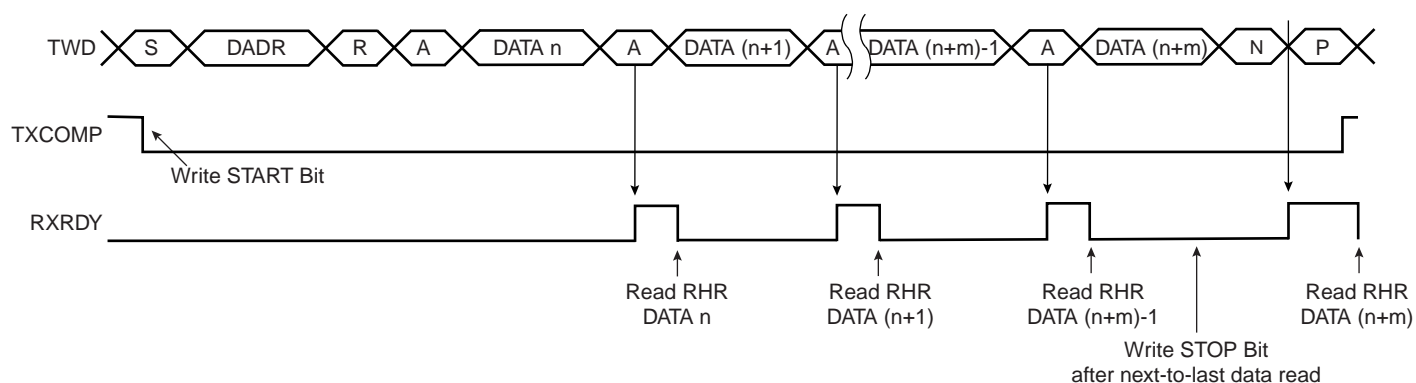 TWD S DADR R A DATA n A DATA (n+1) A DATA (n+m)-1 A DATA (n+m) N P
TXCOMP
Write START Bit
RXRDY
Read RHR Read RHR Read RHR Read RHR
DATA n DATA (n+1) DATA (n+m)-1 DATA (n+m)
Write STOP Bit
after next-to-last data read